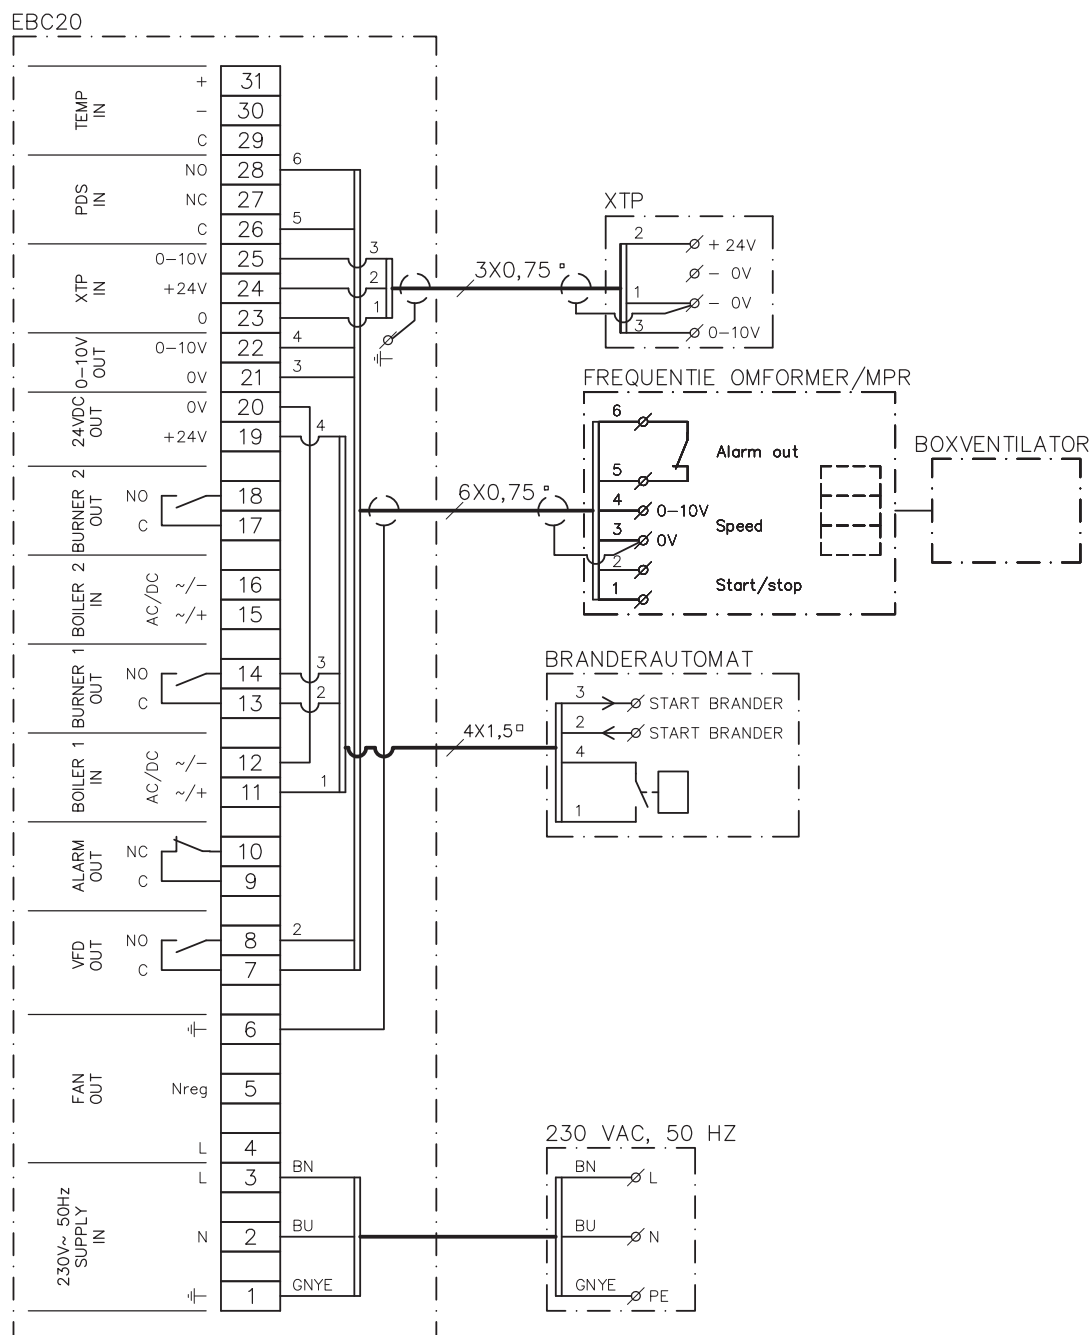 EBC20
TEMP IN
+ 31
- 30
C 29
PDS IN
NO 28 6
NC 27
C 26 5
XTP IN
0-10V 25 3
+24V 24 2
0 23 1
0-10V OUT
0-10V 22 4
0V 21 3
24VDC OUT
0V 20
+24V 19 4
BURNER 2 OUT
NO 18
C 17
BOILER 2 IN
AC/DC
~/- 16
~/+ 15
BURNER 1 OUT
NO 14 3
C 13 2
BOILER 1 IN
AC/DC
~/- 12
~/+ 11 1
ALARM OUT
NC 10
C 9
VFD OUT
NO 8 2
C 7
FAN OUT
6
Nreg 5
L 4
230V~ 50Hz SUPPLY IN
L 3 BN
N 2 BU
1 GNYE
3X0,75 □
XTP
2 + 24V
- 0V
1 - 0V
3 0-10V
6X0,75 □
FREQUENTIE OMFORMER/MPR
6
Alarm out
5
4 0-10V
Speed
3 0V
2
Start/stop
1
BOXVENTILATOR
4X1,5□
BRANDERAUTOMAT
3 START BRANDER
2 START BRANDER
4
1
230 VAC, 50 HZ
BN L
BU N
GNYE PE